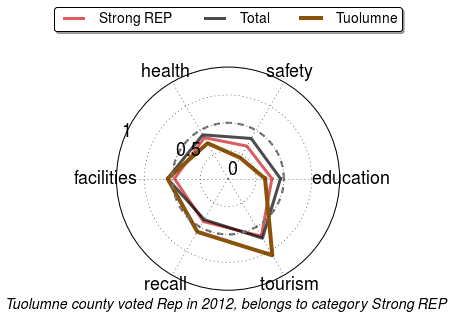 Strong REP Total Tuolumne
health safety
1
0.5
0
facilities education
recall tourism
Tuolumne county voted Rep in 2012, belongs to category Strong REP